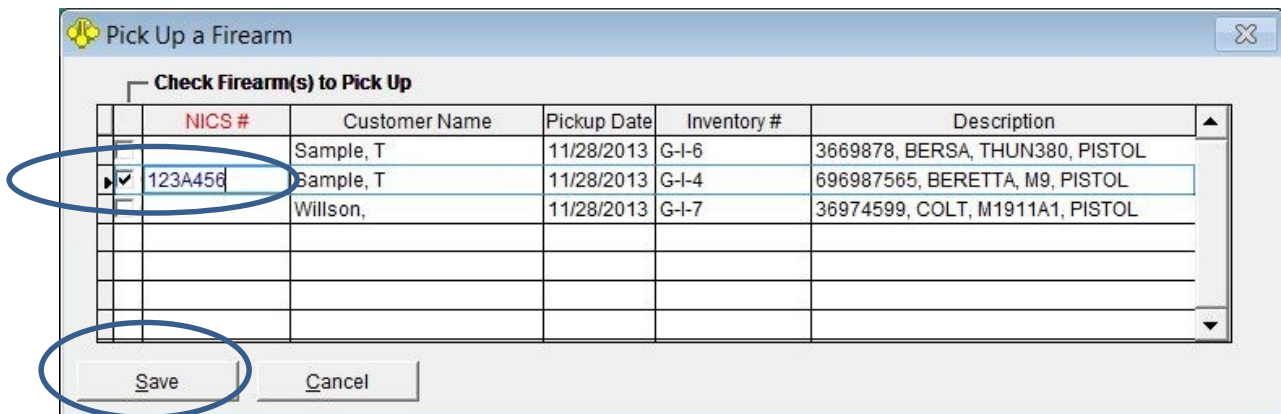 Pick Up a Firearm
Check Firearm(s) to Pick Up
NICS # Customer Name Pickup Date Inventory # Description
Sample, T 11/28/2013 G-I-6 3669878, BERSA, THUN380, PISTOL
123A456 Sample, T 11/28/2013 G-I-4 696987565, BERETTA, M9, PISTOL
Willson, 11/28/2013 G-I-7 36974599, COLT, M1911A1, PISTOL
Save Cancel